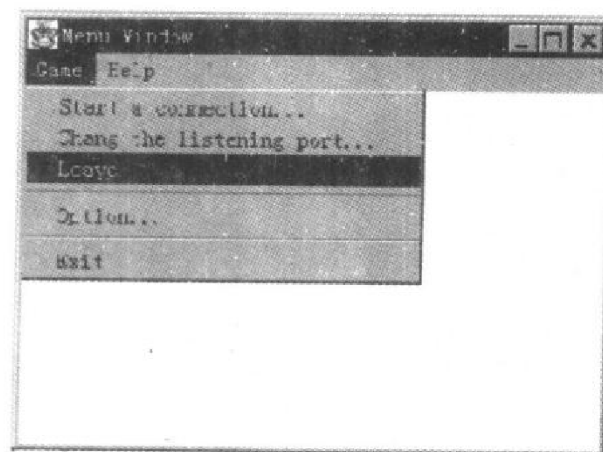 Menu Window
Game Help
Start a connection...
Chang the listening port...
Leave
Option...
Exit